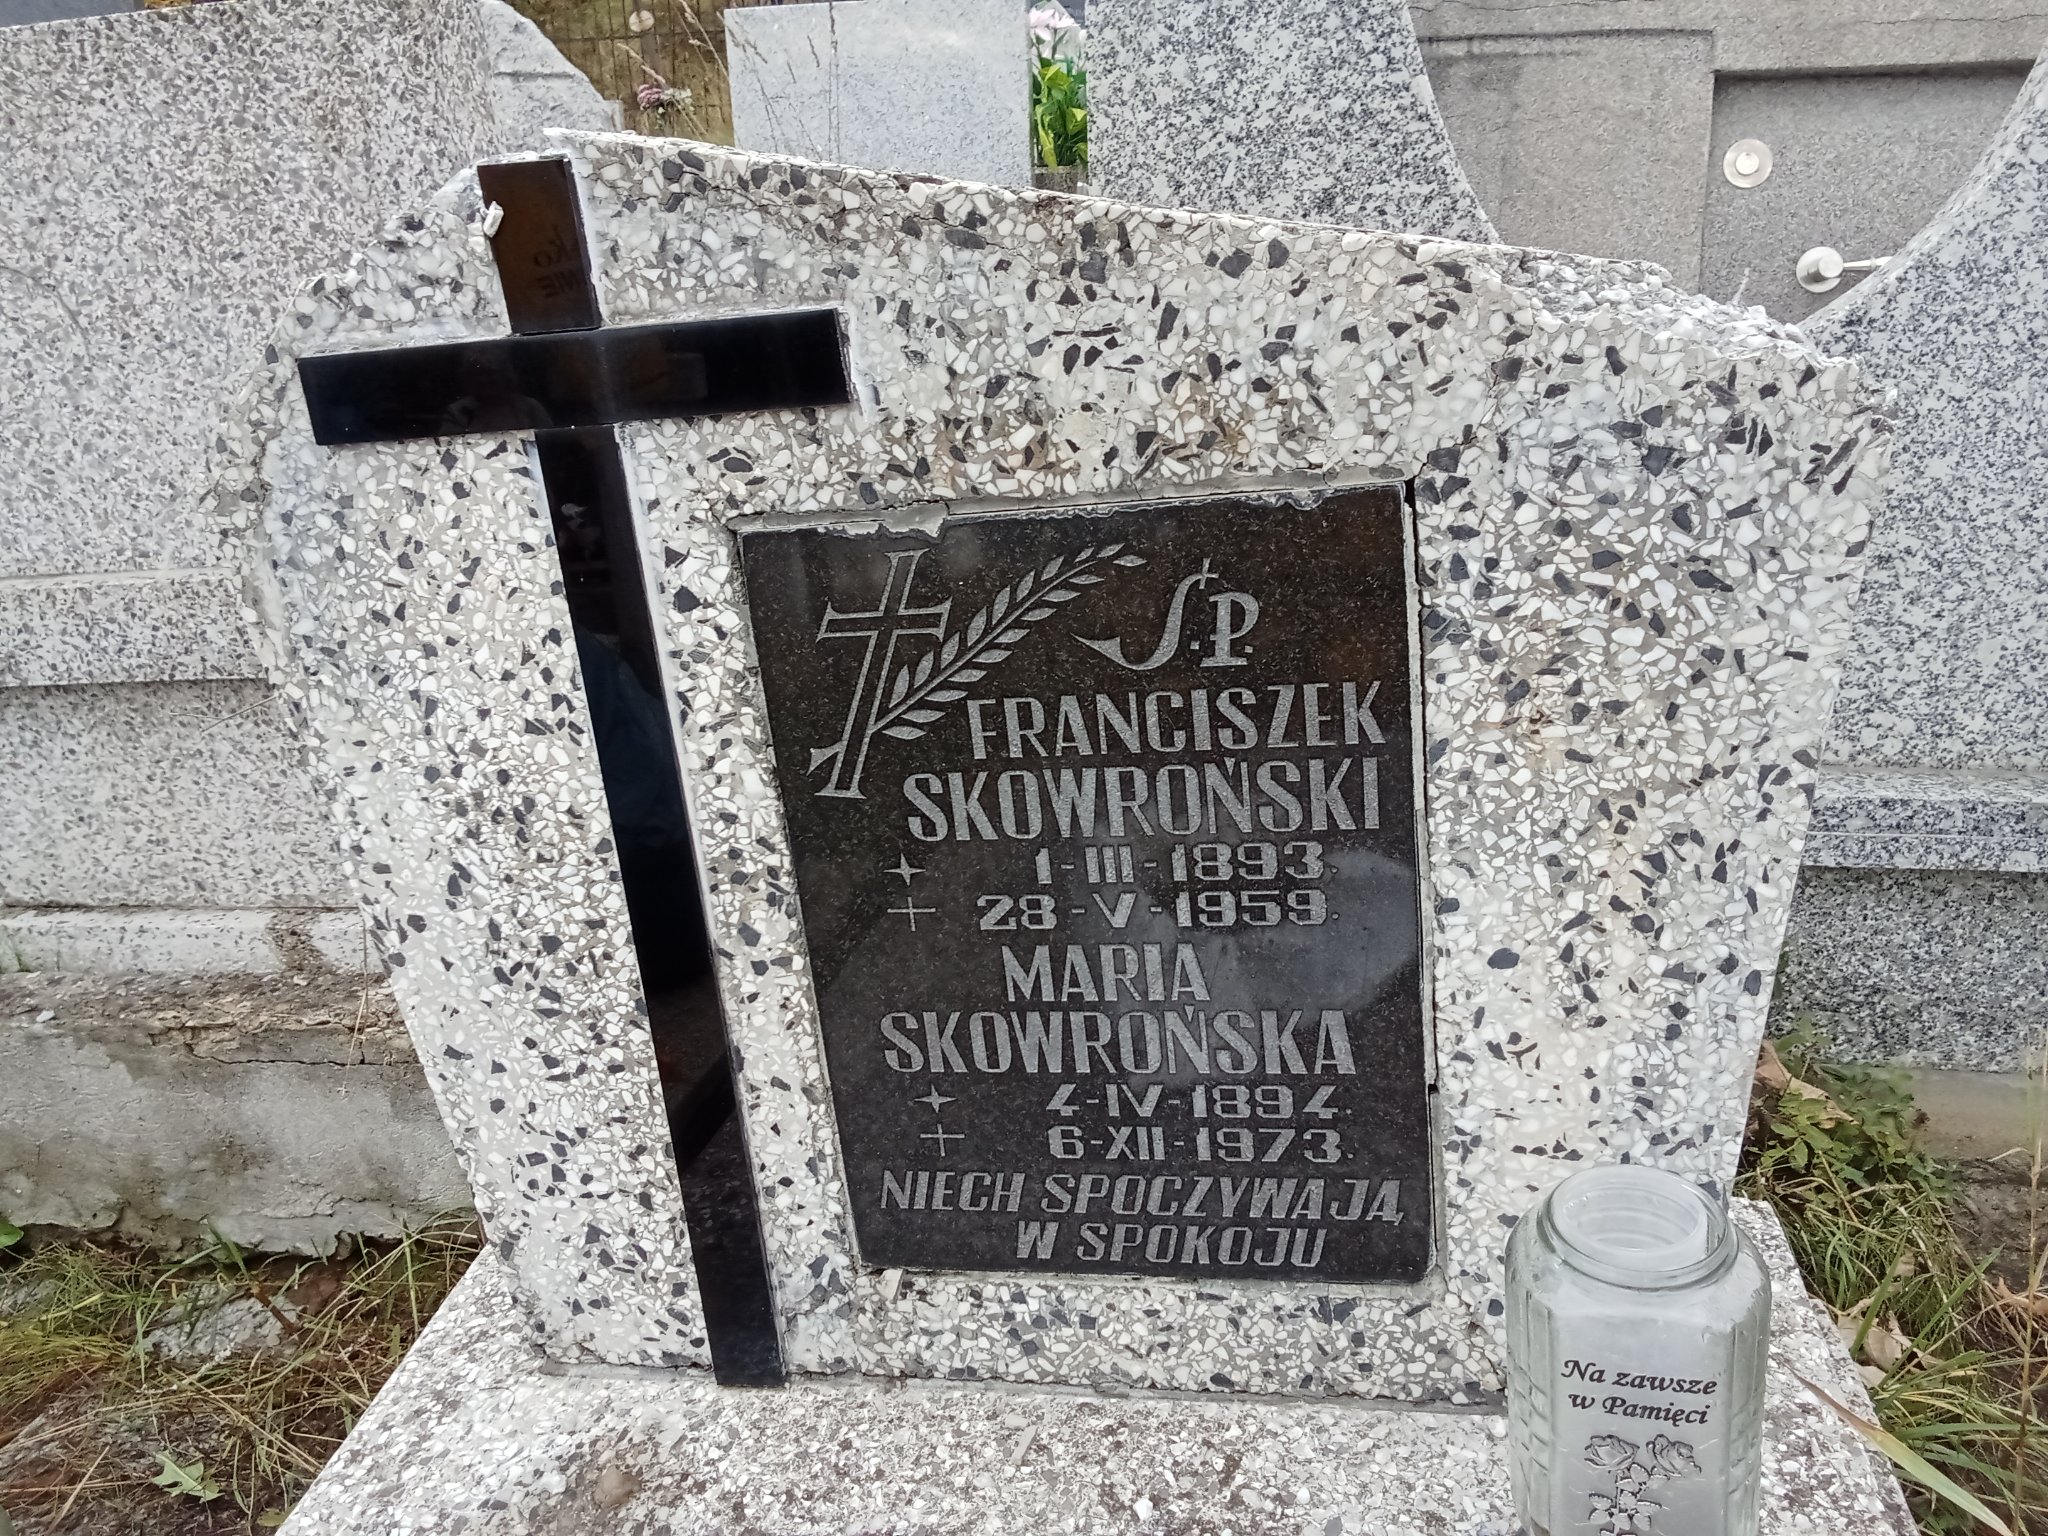 Ś.P.
FRANCISZEK
SKOWROŃSKI
1-III-1893.
28-V-1959.
MARIA
SKOWROŃSKA
4-IV-1894.
6-XII-1973.
NIECH SPOCZYWAJĄ
W SPOKOJU
Na zawsze
w Pamięci